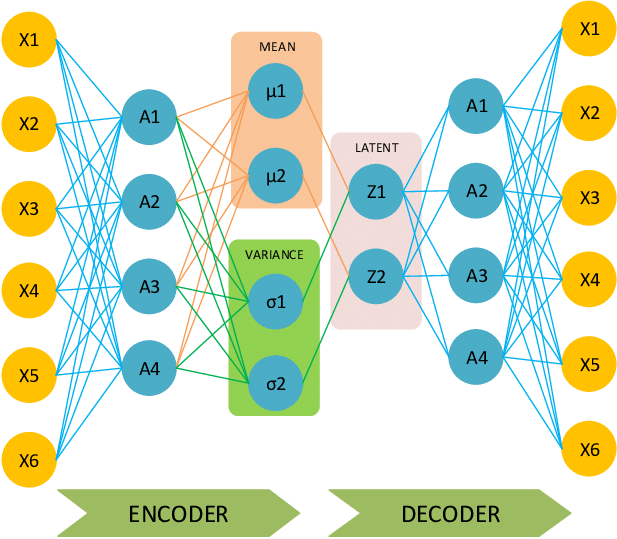 X1
X2
X3
X4
X5
X6
A1
A2
A3
A4
MEAN
μ1
μ2
VARIANCE
σ1
σ2
LATENT
Z1
Z2
A1
A2
A3
A4
X1
X2
X3
X4
X5
X6
ENCODER
DECODER